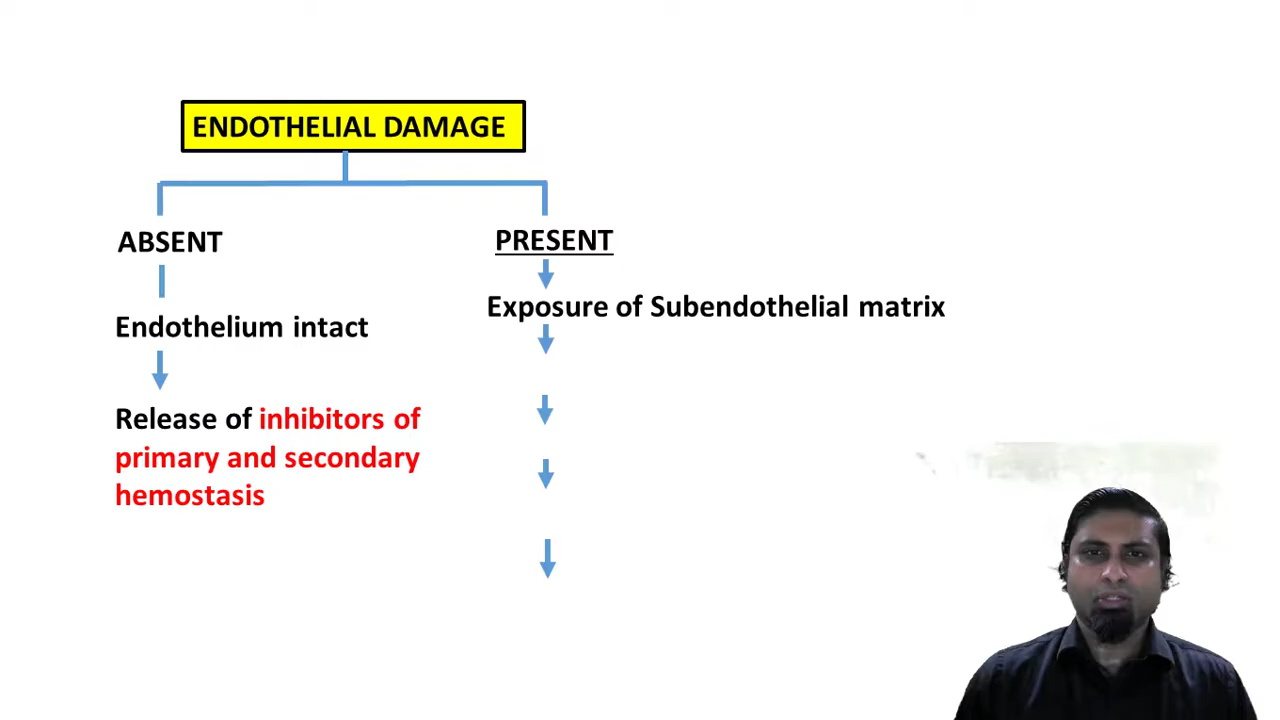 ENDOTHELIAL DAMAGE
ABSENT
PRESENT
Exposure of Subendothelial matrix
Endothelium intact
Release of inhibitors of
primary and secondary
hemostasis